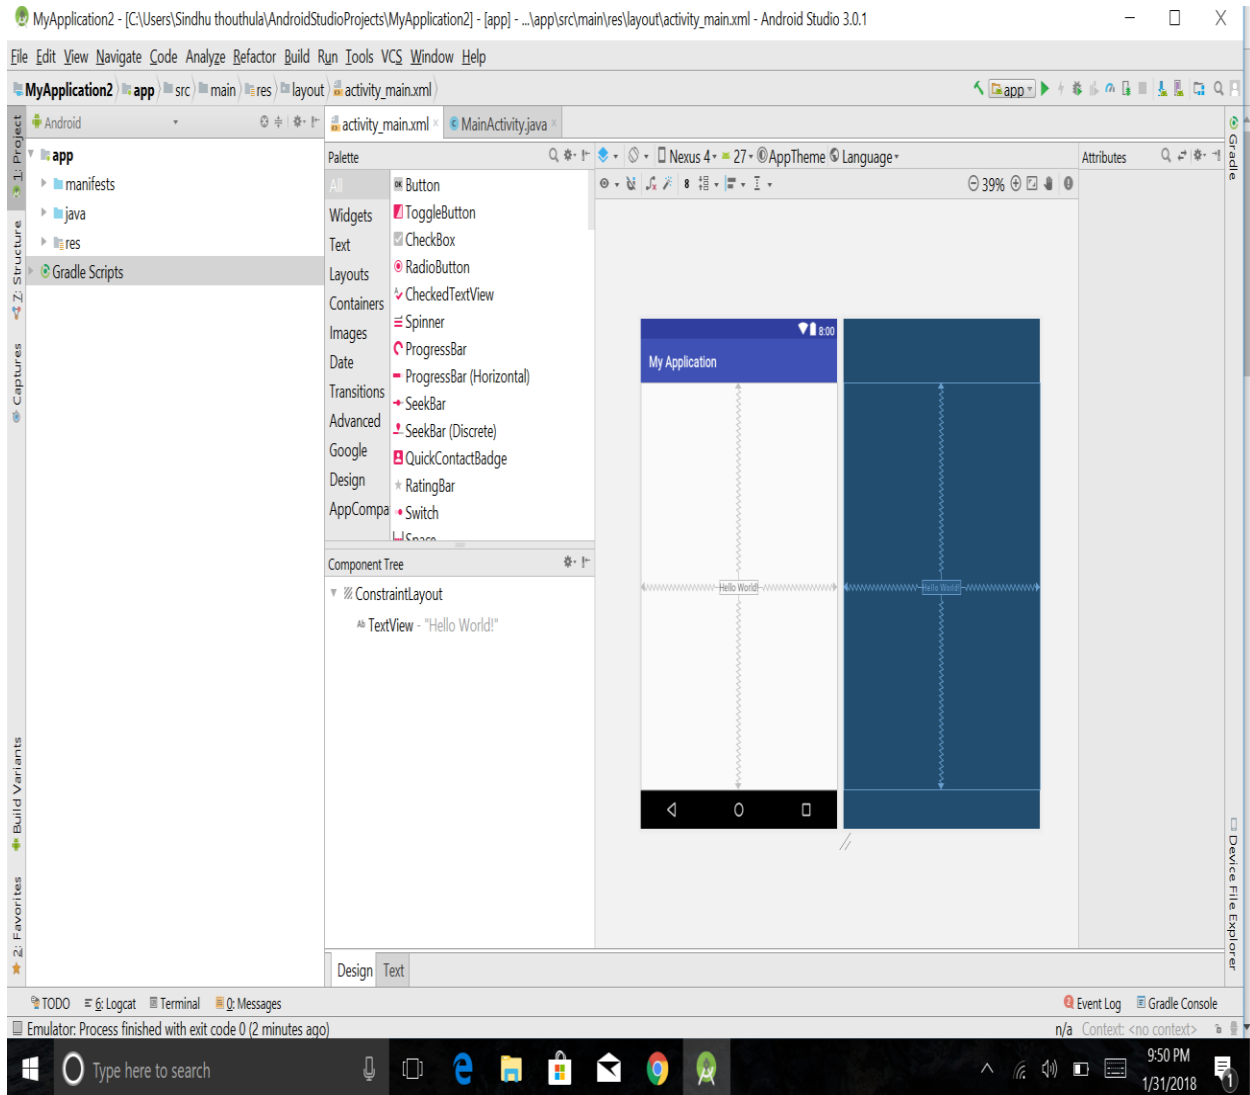 MyApplication2 - [C:\Users\Sindhu thouthula\AndroidStudioProjects\MyApplication2] - [app] - ...\app\src\main\res\layout\activity_main.xml - Android Studio 3.0.1
File Edit View Navigate Code Analyze Refactor Build Run Tools VCS Window Help
MyApplication2 app src main res layout activity_main.xml
app
1: Project
Z: Structure
Captures
Build Variants
2: Favorites
Android
app
manifests
java
res
Gradle Scripts
activity_main.xml
MainActivity.java
Palette
All
Widgets
Text
Layouts
Containers
Images
Date
Transitions
Advanced
Google
Design
AppCompa
OK Button
ToggleButton
CheckBox
RadioButton
CheckedTextView
Spinner
ProgressBar
ProgressBar (Horizontal)
SeekBar
SeekBar (Discrete)
QuickContactBadge
RatingBar
Switch
Space
Component Tree
ConstraintLayout
Ab TextView - "Hello World!"
Nexus 4 27 AppTheme Language
8
39%
8:00
My Application
Hello World!
Hello World!
Attributes
Gradle
Device File Explorer
Design Text
TODO 6: Logcat Terminal 0: Messages
Event Log Gradle Console
Emulator: Process finished with exit code 0 (2 minutes ago)
n/a Context: <no context>
Type here to search
9:50 PM
1/31/2018
1